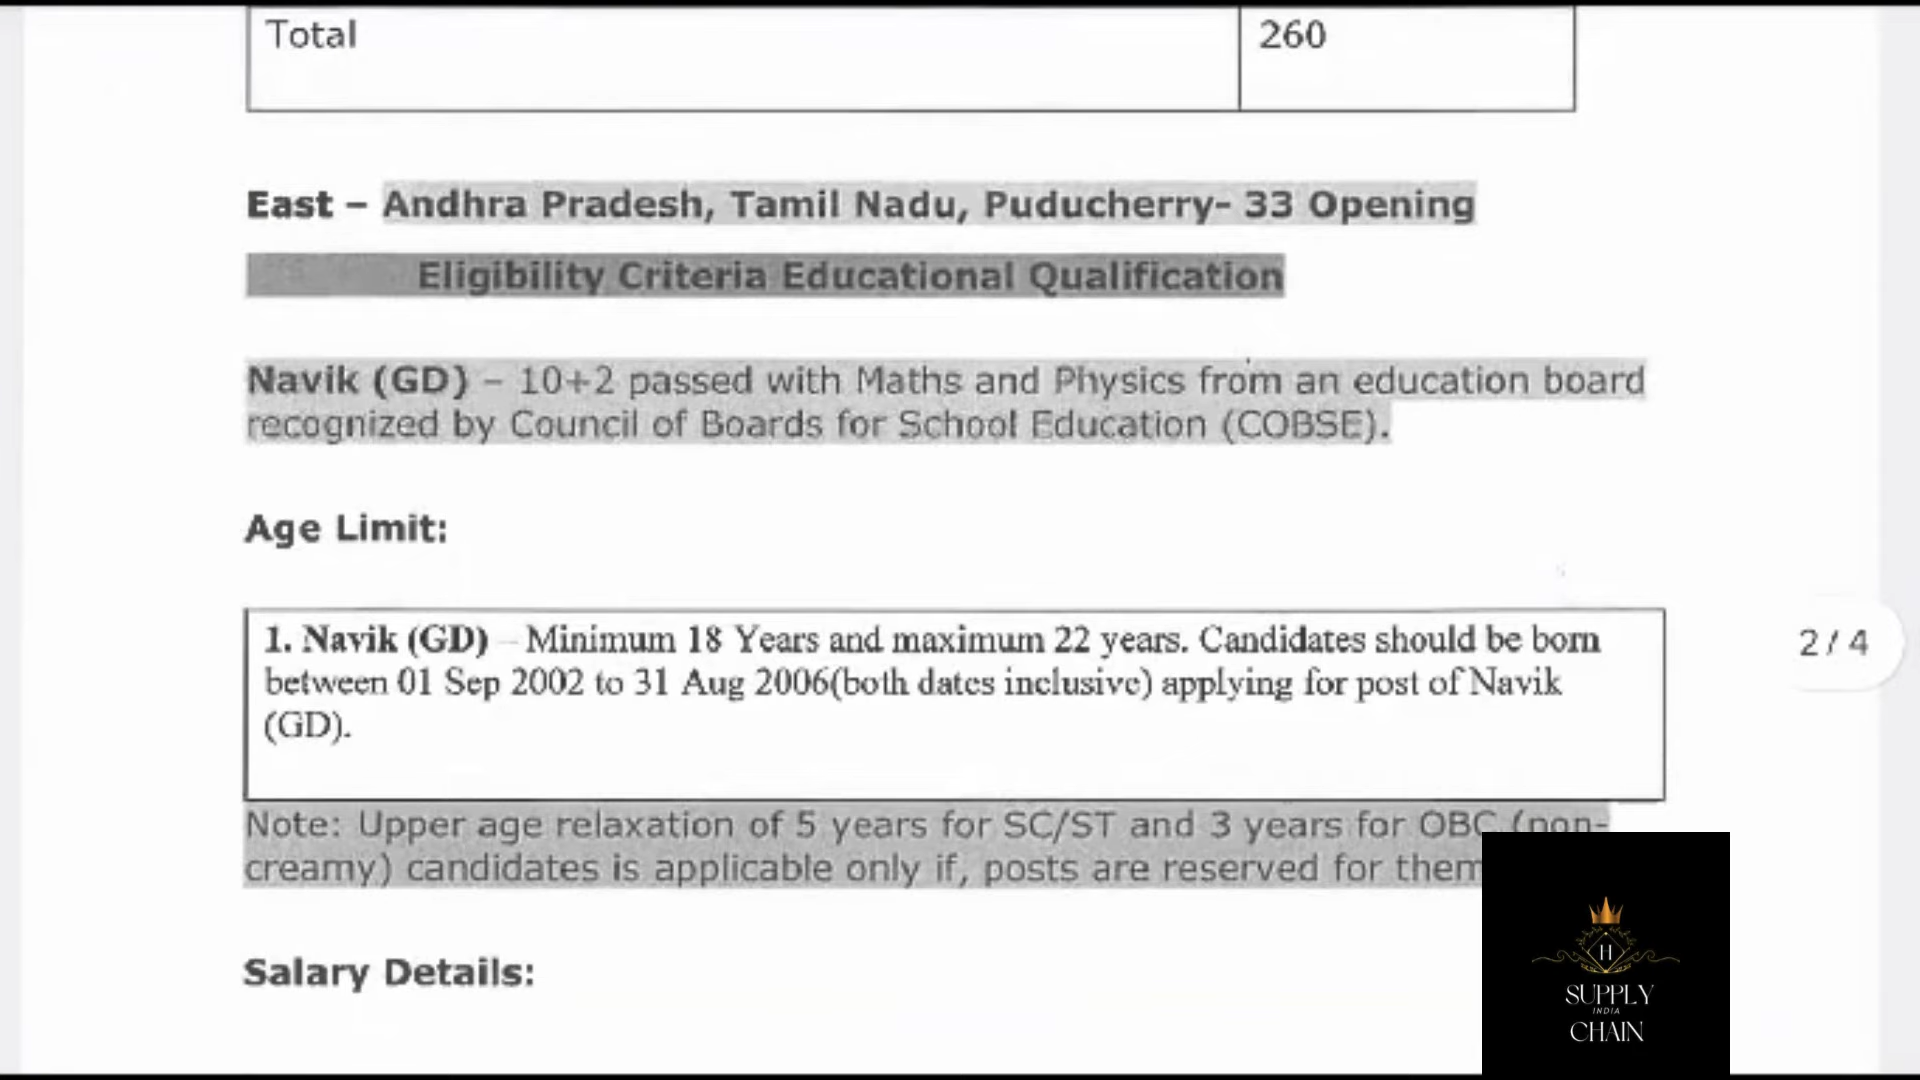 Total 260
East – Andhra Pradesh, Tamil Nadu, Puducherry- 33 Opening
Eligibility Criteria Educational Qualification
Navik (GD) – 10+2 passed with Maths and Physics from an education board
recognized by Council of Boards for School Education (COBSE).
Age Limit:
1. Navik (GD) – Minimum 18 Years and maximum 22 years. Candidates should be born
between 01 Sep 2002 to 31 Aug 2006(both dates inclusive) applying for post of Navik
(GD).
2 / 4
Note: Upper age relaxation of 5 years for SC/ST and 3 years for OBC (non-
creamy) candidates is applicable only if, posts are reserved for them
Salary Details:
H
SUPPLY
INDIA
CHAIN